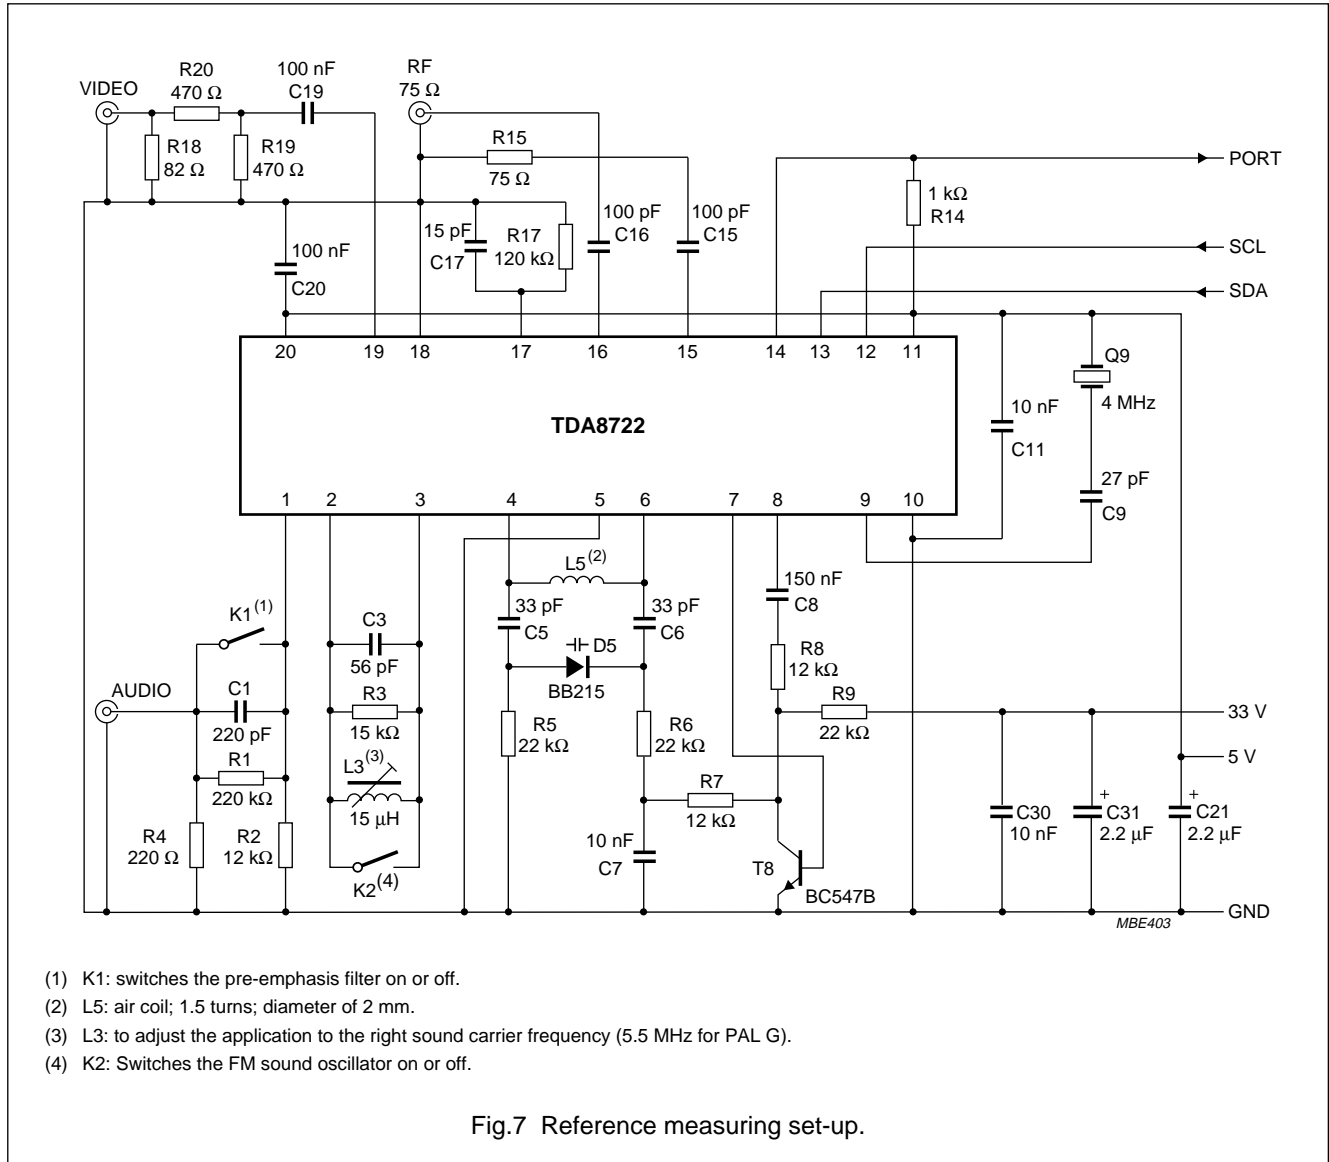 VIDEO
R20
470 Ω
100 nF
C19
RF
75 Ω
R18
82 Ω
R19
470 Ω
R15
75 Ω
PORT
1 kΩ
R14
100 nF
C20
15 pF
C17
R17
120 kΩ
100 pF
C16
100 pF
C15
SCL
SDA
20 19 18 17 16 15 14 13 12 11
Q9
4 MHz
TDA8722
10 nF
C11
27 pF
C9
1 2 3 4 5 6 7 8 9 10
L5(2)
K1(1)
C3
56 pF
33 pF
C5
33 pF
C6
150 nF
C8
D5
BB215
R8
12 kΩ
AUDIO
C1
220 pF
R3
15 kΩ
R5
22 kΩ
R6
22 kΩ
R9
22 kΩ
33 V
R1
220 kΩ
L3(3)
15 μH
R7
12 kΩ
5 V
R4
220 Ω
R2
12 kΩ
K2(4)
10 nF
C7
T8
BC547B
C30
10 nF
+
C31
2.2 μF
+
C21
2.2 μF
GND
MBE403
(1) K1: switches the pre-emphasis filter on or off.
(2) L5: air coil; 1.5 turns; diameter of 2 mm.
(3) L3: to adjust the application to the right sound carrier frequency (5.5 MHz for PAL G).
(4) K2: Switches the FM sound oscillator on or off.
Fig.7 Reference measuring set-up.